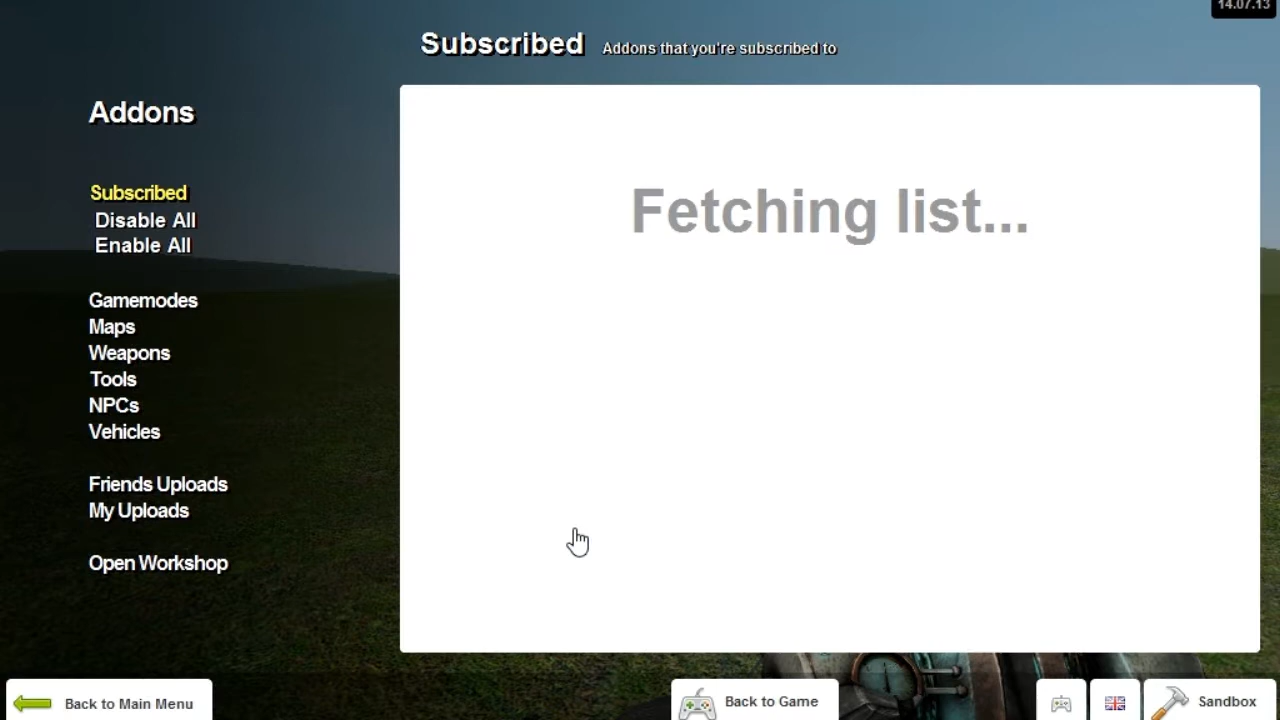 14.07.13
Subscribed Addons that you're subscribed to
Addons
Subscribed
Disable All
Enable All
Fetching list...
Gamemodes
Maps
Weapons
Tools
NPCs
Vehicles
Friends Uploads
My Uploads
Open Workshop
Back to Main Menu
Back to Game
Sandbox